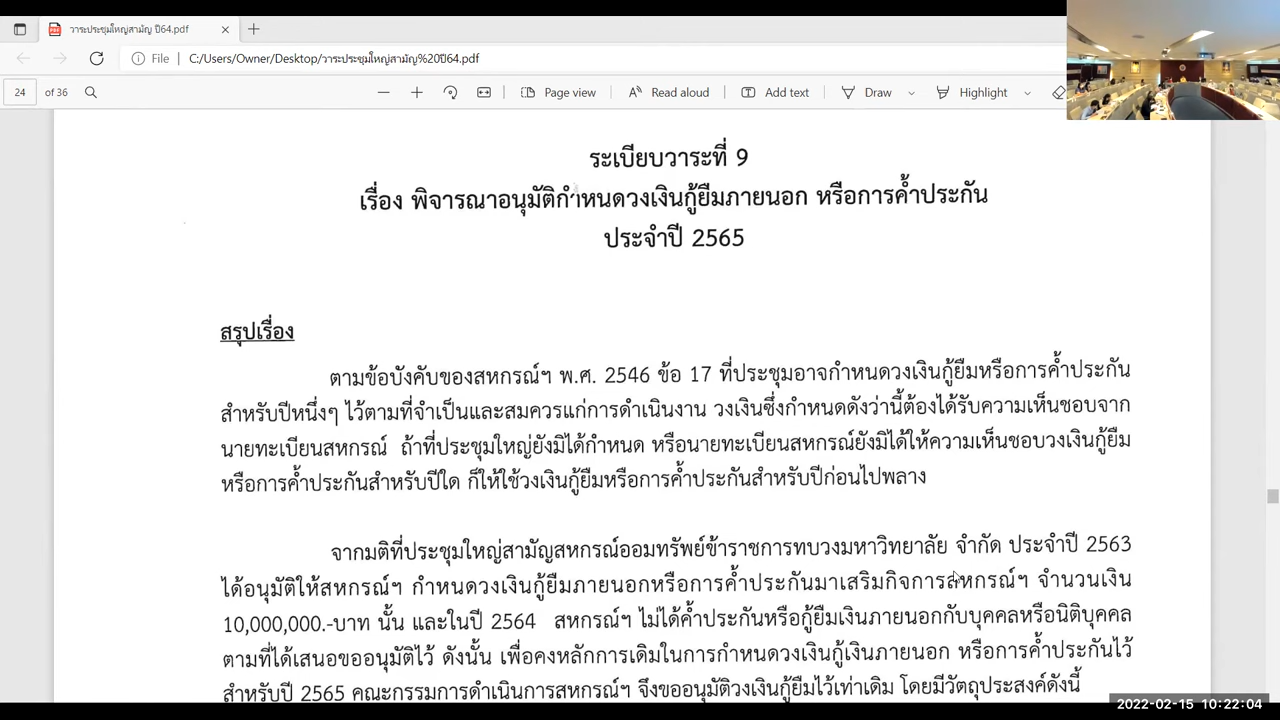 วาระประชุมใหญ่สามัญ ปี64.pdf
File C:/Users/Owner/Desktop/วาระประชุมใหญ่สามัญ%20ปี64.pdf
24 of 36 Page view Read aloud Add text Draw Highlight
ระเบียบวาระที่ 9
เรื่อง พิจารณาอนุมัติกำหนดวงเงินกู้ยืมภายนอก หรือการค้ำประกัน
ประจำปี 2565
สรุปเรื่อง
ตามข้อบังคับของสหกรณ์ฯ พ.ศ. 2546 ข้อ 17 ที่ประชุมอาจกำหนดวงเงินกู้ยืมหรือการค้ำประกัน
สำหรับปีหนึ่งๆ ไว้ตามที่จำเป็นและสมควรแก่การดำเนินงาน วงเงินซึ่งกำหนดดังว่านี้ต้องได้รับความเห็นชอบจาก
นายทะเบียนสหกรณ์ ถ้าที่ประชุมใหญ่ยังมิได้กำหนด หรือนายทะเบียนสหกรณ์ยังมิได้ให้ความเห็นชอบวงเงินกู้ยืม
หรือการค้ำประกันสำหรับปีใด ก็ให้ใช้วงเงินกู้ยืมหรือการค้ำประกันสำหรับปีก่อนไปพลาง
จากมติที่ประชุมใหญ่สามัญสหกรณ์ออมทรัพย์ข้าราชการทบวงมหาวิทยาลัย จำกัด ประจำปี 2563
ได้อนุมัติให้สหกรณ์ฯ กำหนดวงเงินกู้ยืมภายนอกหรือการค้ำประกันมาเสริมกิจการสหกรณ์ฯ จำนวนเงิน
10,000,000.-บาท นั้น และในปี 2564 สหกรณ์ฯ ไม่ได้ค้ำประกันหรือกู้ยืมเงินภายนอกกับบุคคลหรือนิติบุคคล
ตามที่ได้เสนอขออนุมัติไว้ ดังนั้น เพื่อคงหลักการเดิมในการกำหนดวงเงินกู้เงินภายนอก หรือการค้ำประกันไว้
สำหรับปี 2565 คณะกรรมการดำเนินการสหกรณ์ฯ จึงขออนุมัติวงเงินกู้ยืมไว้เท่าเดิม โดยมีวัตถุประสงค์ดังนี้
2022-02-15 10:22:04